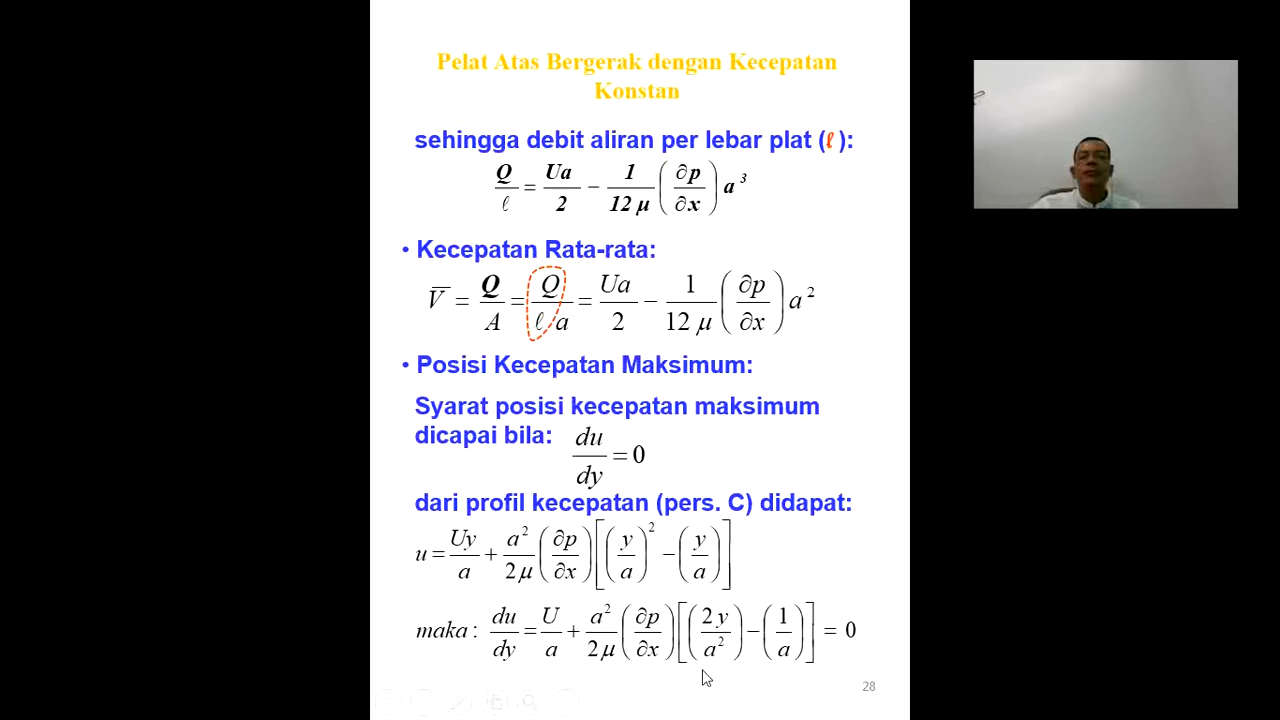 Pelat Atas Bergerak dengan Kecepatan
Konstan
sehingga debit aliran per lebar plat (ℓ ):
Q/ℓ = Ua/2 − 1/12 μ (∂p/∂x) a³
• Kecepatan Rata-rata:
V̅ = Q/A = Q/ℓ a = Ua/2 − 1/12 μ (∂p/∂x) a²
• Posisi Kecepatan Maksimum:
Syarat posisi kecepatan maksimum
dicapai bila: du/dy = 0
dari profil kecepatan (pers. C) didapat:
u = Uy/a + a²/2μ (∂p/∂x) [(y/a)² − (y/a)]
maka : du/dy = U/a + a²/2μ (∂p/∂x) [(2y/a²) − (1/a)] = 0
28